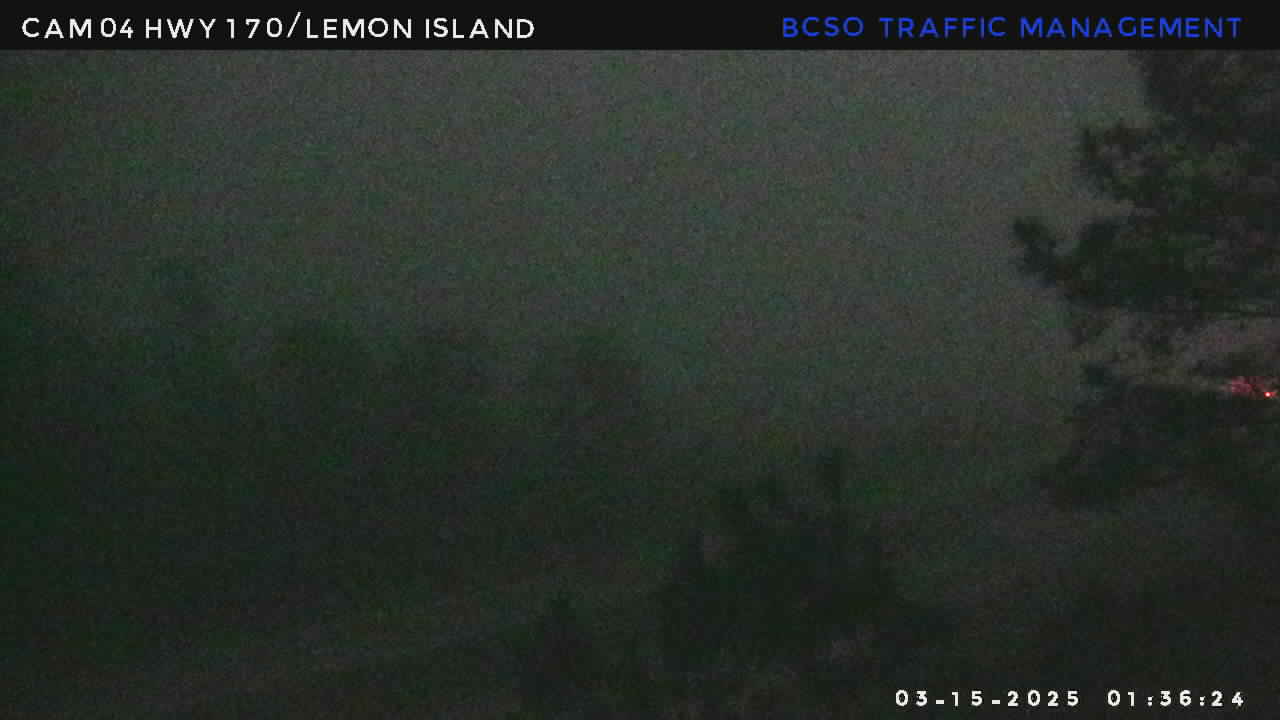 CAM04 HWY 170/LEMON ISLAND
BCSO TRAFFIC MANAGEMENT
03-15-2025 01:36:24